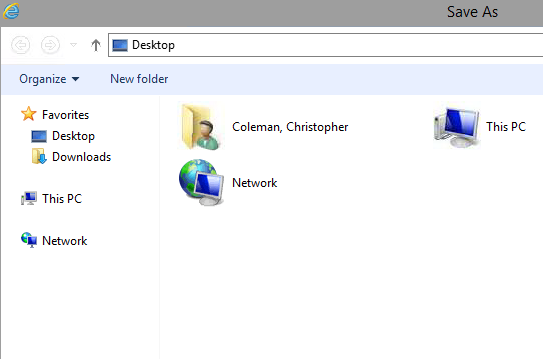 Save As
Desktop
Organize
New folder
Favorites
Desktop
Downloads
This PC
Network
Coleman, Christopher
This PC
Network